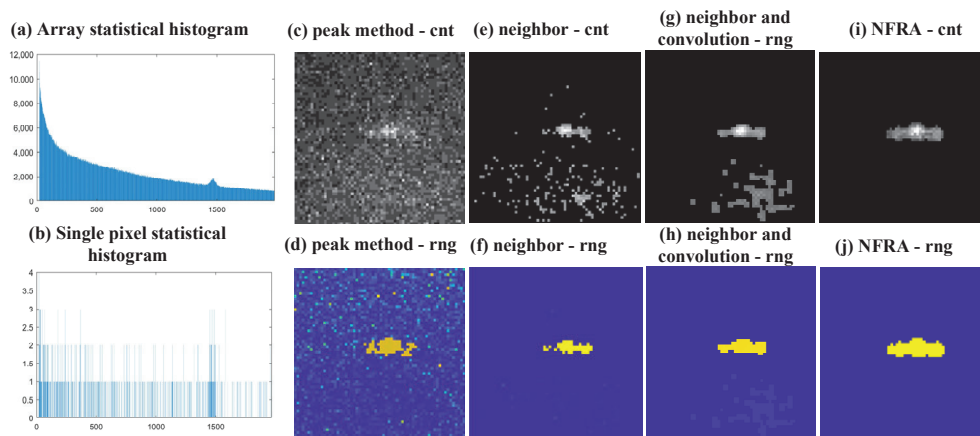 (a) Array statistical histogram
12,000
10,000
8,000
6,000
4,000
2,000
0
0 500 1000 1500
(b) Single pixel statistical
histogram
4
3.5
3
2.5
2
1.5
1
0.5
0
0 500 1000 1500
(c) peak method - cnt
(d) peak method - rng
(e) neighbor - cnt
(f) neighbor - rng
(g) neighbor and
convolution - rng
(h) neighbor and
convolution - rng
(i) NFRA - cnt
(j) NFRA - rng